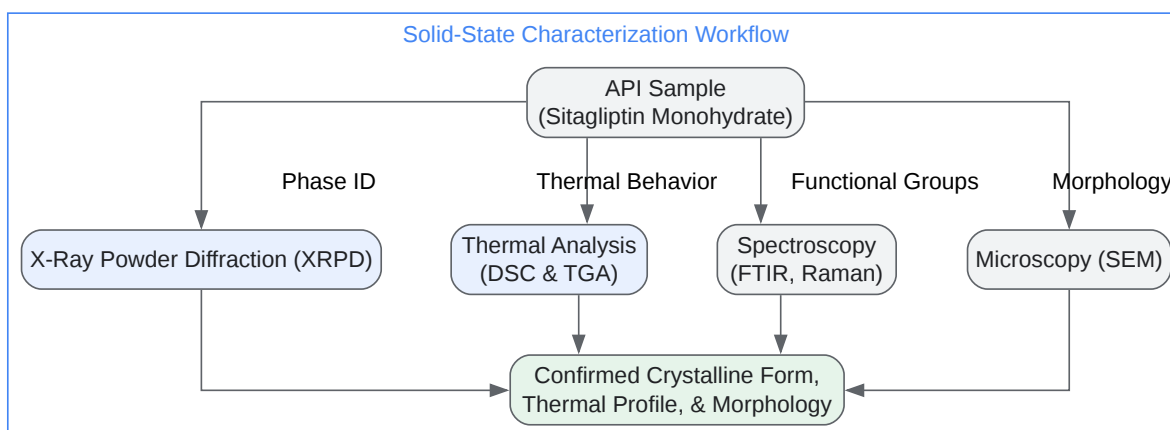 Solid-State Characterization Workflow
API Sample
(Sitagliptin Monohydrate)
Phase ID
Thermal Behavior
Functional Groups
Morphology
X-Ray Powder Diffraction (XRPD)
Thermal Analysis
(DSC & TGA)
Spectroscopy
(FTIR, Raman)
Microscopy (SEM)
Confirmed Crystalline Form,
Thermal Profile, & Morphology